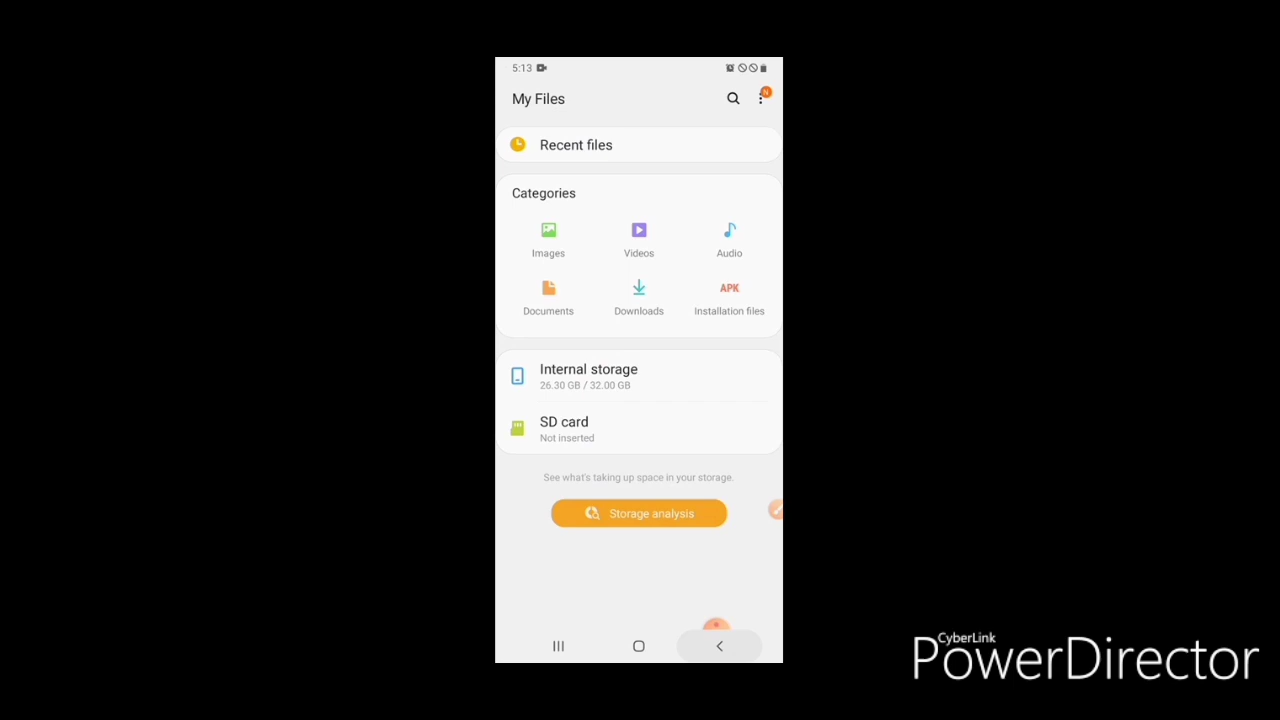 5:13
My Files
N
Recent files
Categories
Images
Videos
Audio
Documents
Downloads
APK
Installation files
Internal storage
26.30 GB / 32.00 GB
SD card
Not inserted
See what's taking up space in your storage.
Storage analysis
CyberLink
PowerDirector